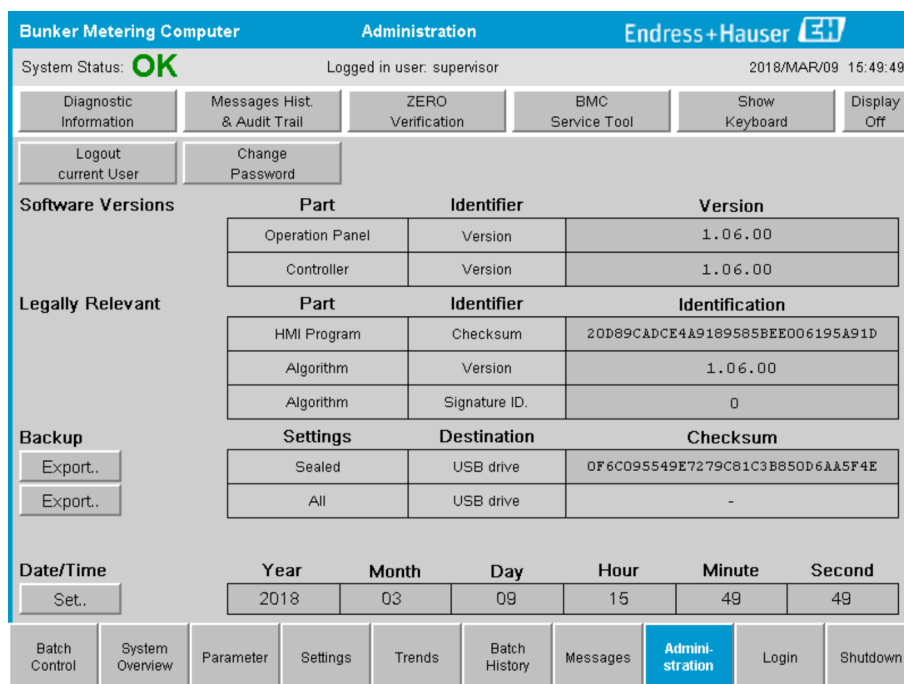 Bunker Metering Computer Administration Endress+Hauser EH
System Status: OK Logged in user: supervisor 2018/MAR/09 15:49:49
Diagnostic Information Messages Hist. & Audit Trail ZERO Verification BMC Service Tool Show Keyboard Display Off
Logout current User Change Password
Software Versions Part Identifier Version
Operation Panel Version 1.06.00
Controller Version 1.06.00
Legally Relevant Part Identifier Identification
HMI Program Checksum 20D89CADCE4A9189585BEE006195A91D
Algorithm Version 1.06.00
Algorithm Signature ID. 0
Backup Settings Destination Checksum
Export.. Sealed USB drive 0F6C095549E7279C81C3B850D6AA5F4E
Export.. All USB drive -
Date/Time Year Month Day Hour Minute Second
Set.. 2018 03 09 15 49 49
Batch Control System Overview Parameter Settings Trends Batch History Messages Admini-stration Login Shutdown